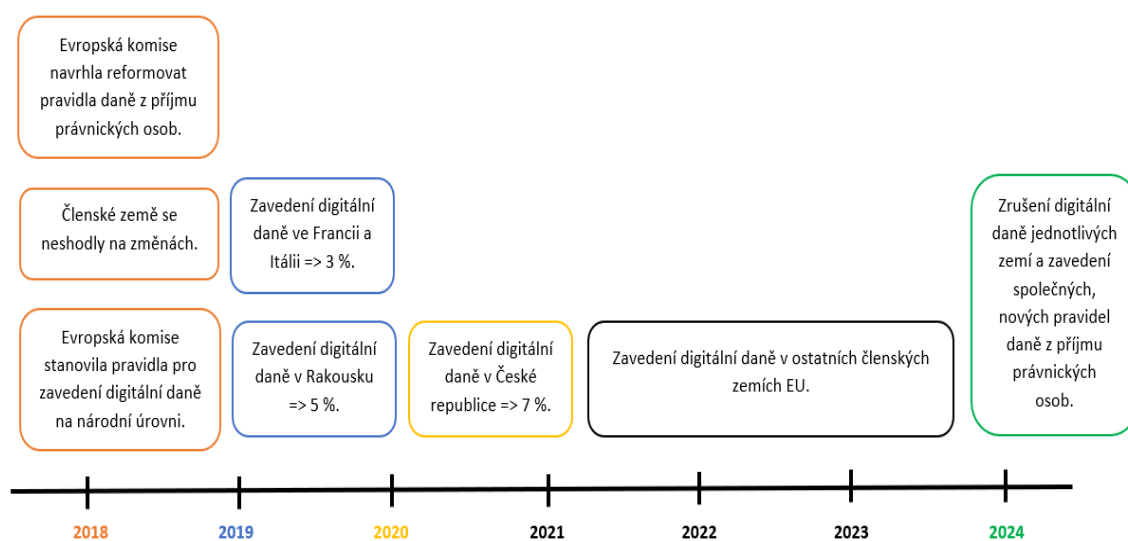 Evropská komise
navrhla reformovat
pravidla daně z příjmu
právnických osob.
Členské země se
neshodly na změnách.
Evropská komise
stanovila pravidla pro
zavedení digitální daně
na národní úrovni.
Zavedení digitální
daně ve Francii a
Itálii => 3 %.
Zavedení digitální
daně v Rakousku
=> 5 %.
Zavedení digitální
daně v České
republice => 7 %.
Zavedení digitální daně v ostatních členských
zemích EU.
Zrušení digitální
daně jednotlivých
zemí a zavedení
společných,
nových pravidel
daně z příjmu
právnických
osob.
2018 2019 2020 2021 2022 2023 2024